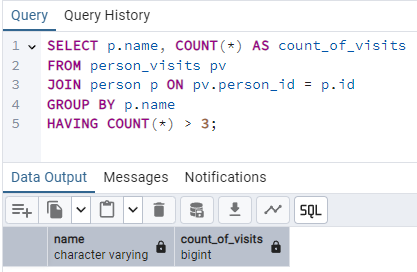 Query Query History
1 SELECT p.name, COUNT(*) AS count_of_visits
2 FROM person_visits pv
3 JOIN person p ON pv.person_id = p.id
4 GROUP BY p.name
5 HAVING COUNT(*) > 3;
Data Output Messages Notifications
SQL
name count_of_visits
character varying bigint